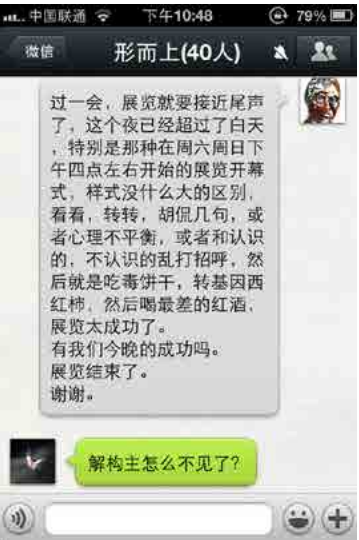 中国联通 下午10:48 79%
微信 形而上(40人)
过一会，展览就要接近尾声
了，这个夜已经超过了白天
，特别是那种在周六周日下
午四点左右开始的展览开幕
式，样式没什么大的区别，
看看，转转，胡侃几句，或
者心理不平衡，或者和认识
的，不认识的乱打招呼，然
后就是吃毒饼干，转基因西
红柿，然后喝最差的红酒，
展览太成功了。
有我们今晚的成功吗。
展览结束了。
谢谢。
解构主怎么不见了?